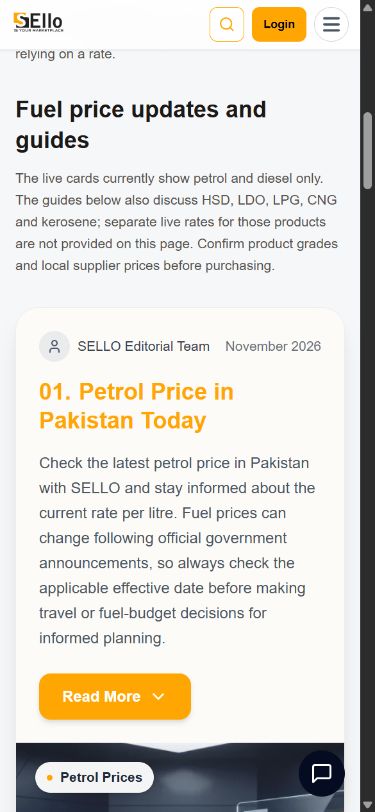 SEllo
IS YOUR MARKETPLACE
Login
relying on a rate.
Fuel price updates and
guides
The live cards currently show petrol and diesel only.
The guides below also discuss HSD, LDO, LPG, CNG
and kerosene; separate live rates for those products
are not provided on this page. Confirm product grades
and local supplier prices before purchasing.
SELLO Editorial Team
November 2026
01. Petrol Price in
Pakistan Today
Check the latest petrol price in Pakistan
with SELLO and stay informed about the
current rate per litre. Fuel prices can
change following official government
announcements, so always check the
applicable effective date before making
travel or fuel-budget decisions for
informed planning.
Read More
Petrol Prices